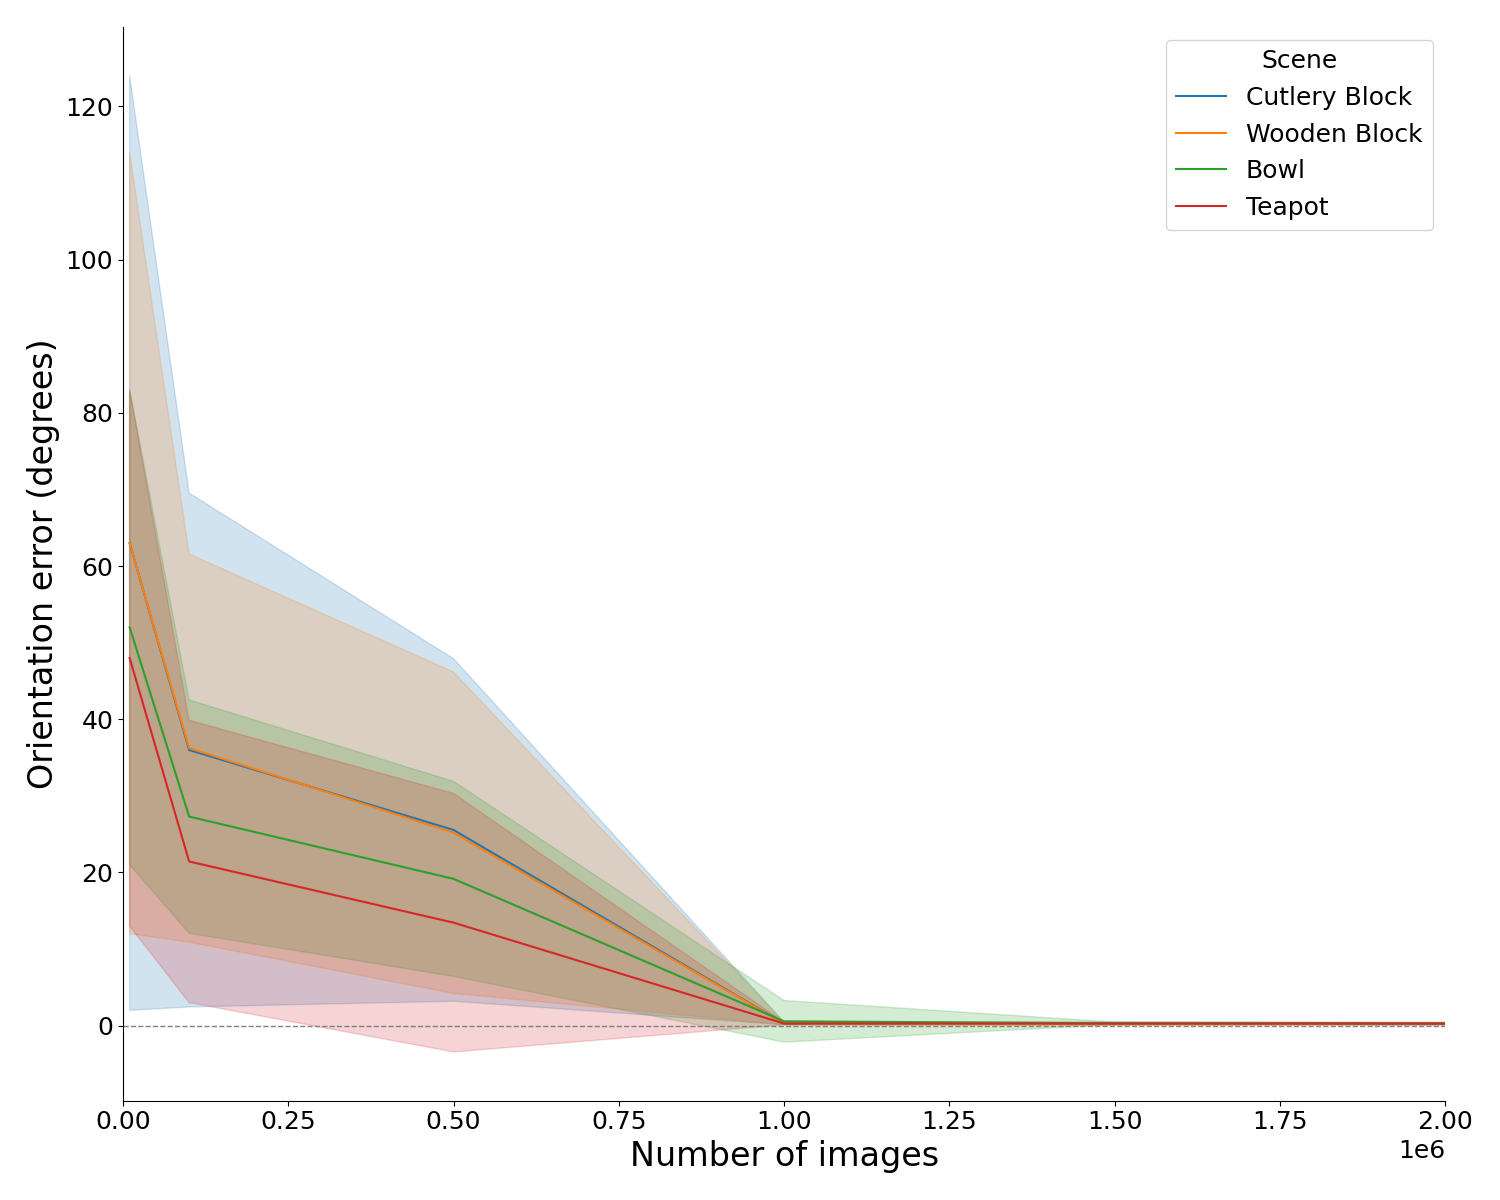 Scene
Cutlery Block
Wooden Block
Bowl
Teapot
Orientation error (degrees)
120
100
80
60
40
20
0
0.00 0.25 0.50 0.75 1.00 1.25 1.50 1.75 2.00
1e6
Number of images